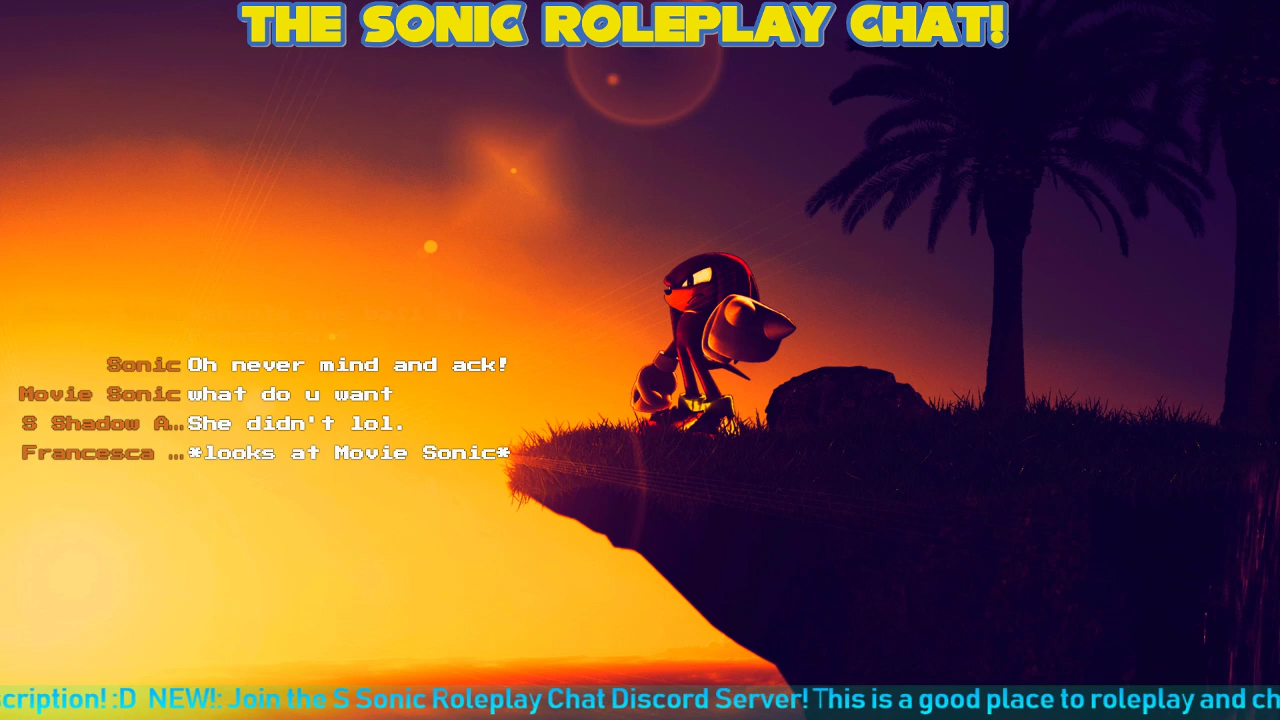 THE SONIC ROLEPLAY CHAT!
Sonic Oh never mind and ack!
Movie Sonic what do u want
S Shadow A... She didn't lol.
Francesca ... *looks at Movie Sonic*
scription! :D NEW!: Join the S Sonic Roleplay Chat Discord Server! This is a good place to roleplay and ch